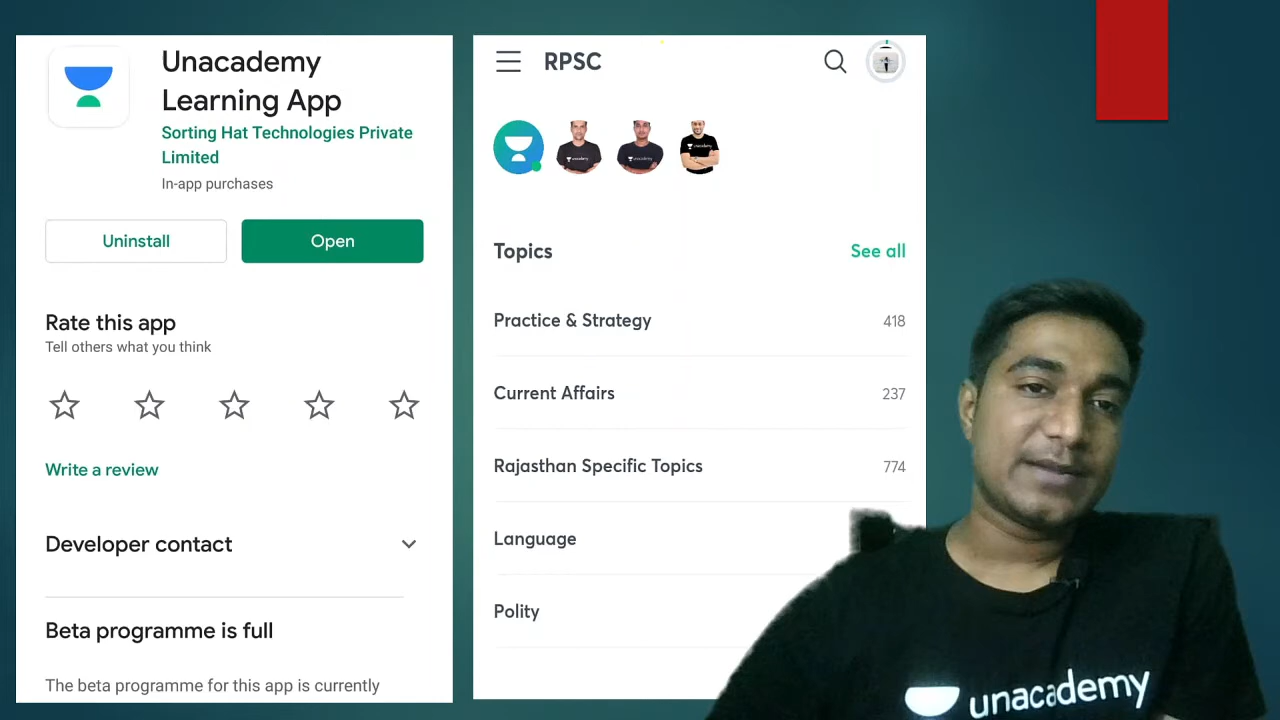 Unacademy
Learning App
Sorting Hat Technologies Private
Limited
In-app purchases
Uninstall
Open
Rate this app
Tell others what you think
Write a review
Developer contact
Beta programme is full
The beta programme for this app is currently
RPSC
Topics
See all
Practice & Strategy
418
Current Affairs
237
Rajasthan Specific Topics
774
Language
Polity
unacademy